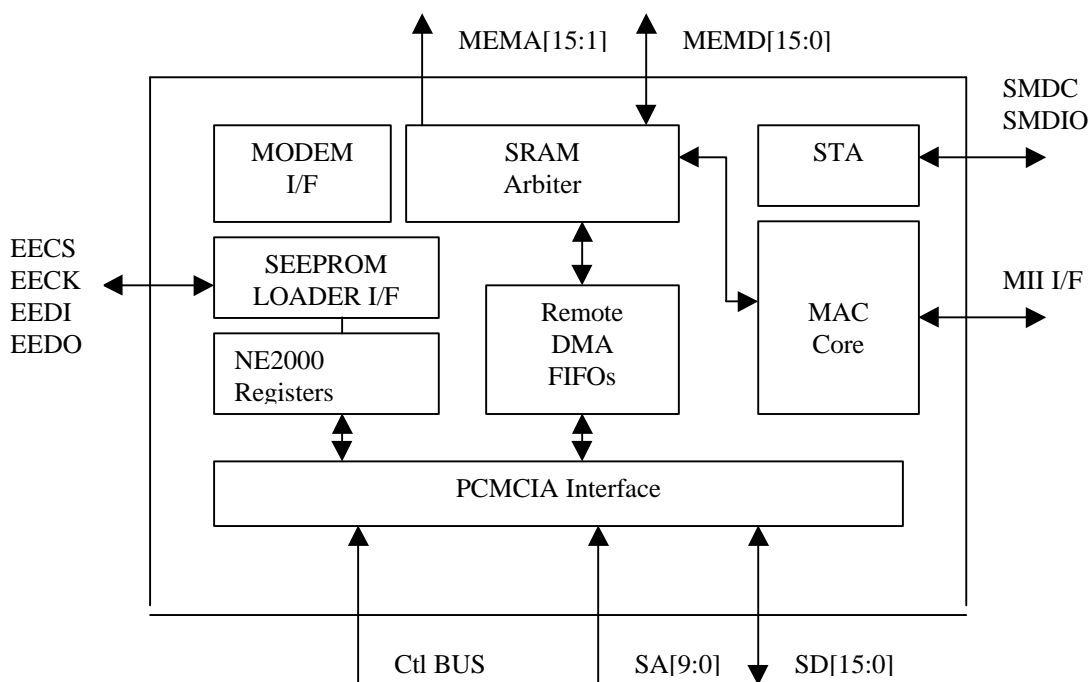 MEMA[15:1]
MEMD[15:0]
SMDC
SMDIO
MODEM
I/F
SRAM
Arbiter
STA
EECS
EECK
EEDI
EEDO
SEEPROM
LOADER I/F
NE2000
Registers
Remote
DMA
FIFOs
MAC
Core
MII I/F
PCMCIA Interface
Ctl BUS
SA[9:0]
SD[15:0]